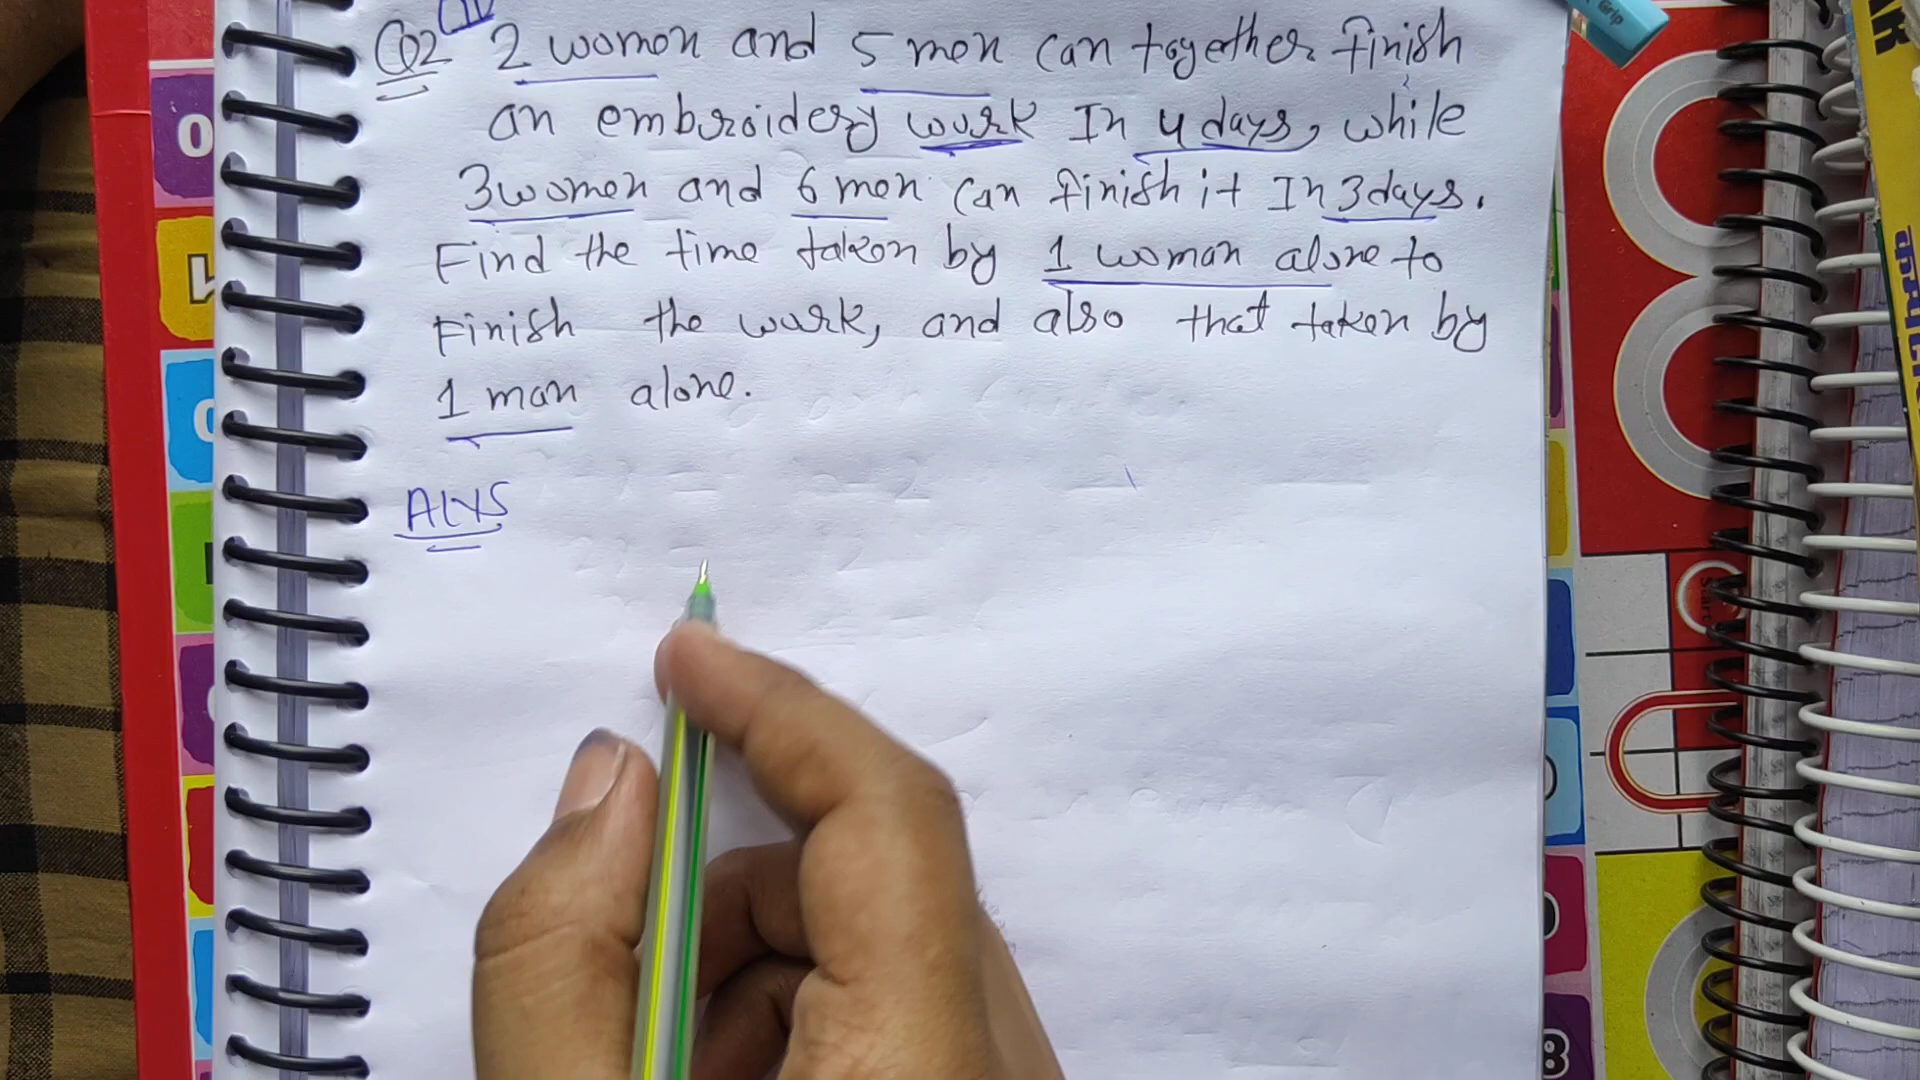 Q2 (ii) 2 women and 5 men can together finish
an embroidery work In 4 days, while
3 women and 6 men can finish it In 3 days.
Find the time taken by 1 woman alone to
Finish the work, and also that taken by
1 man alone.
ANS
Grip